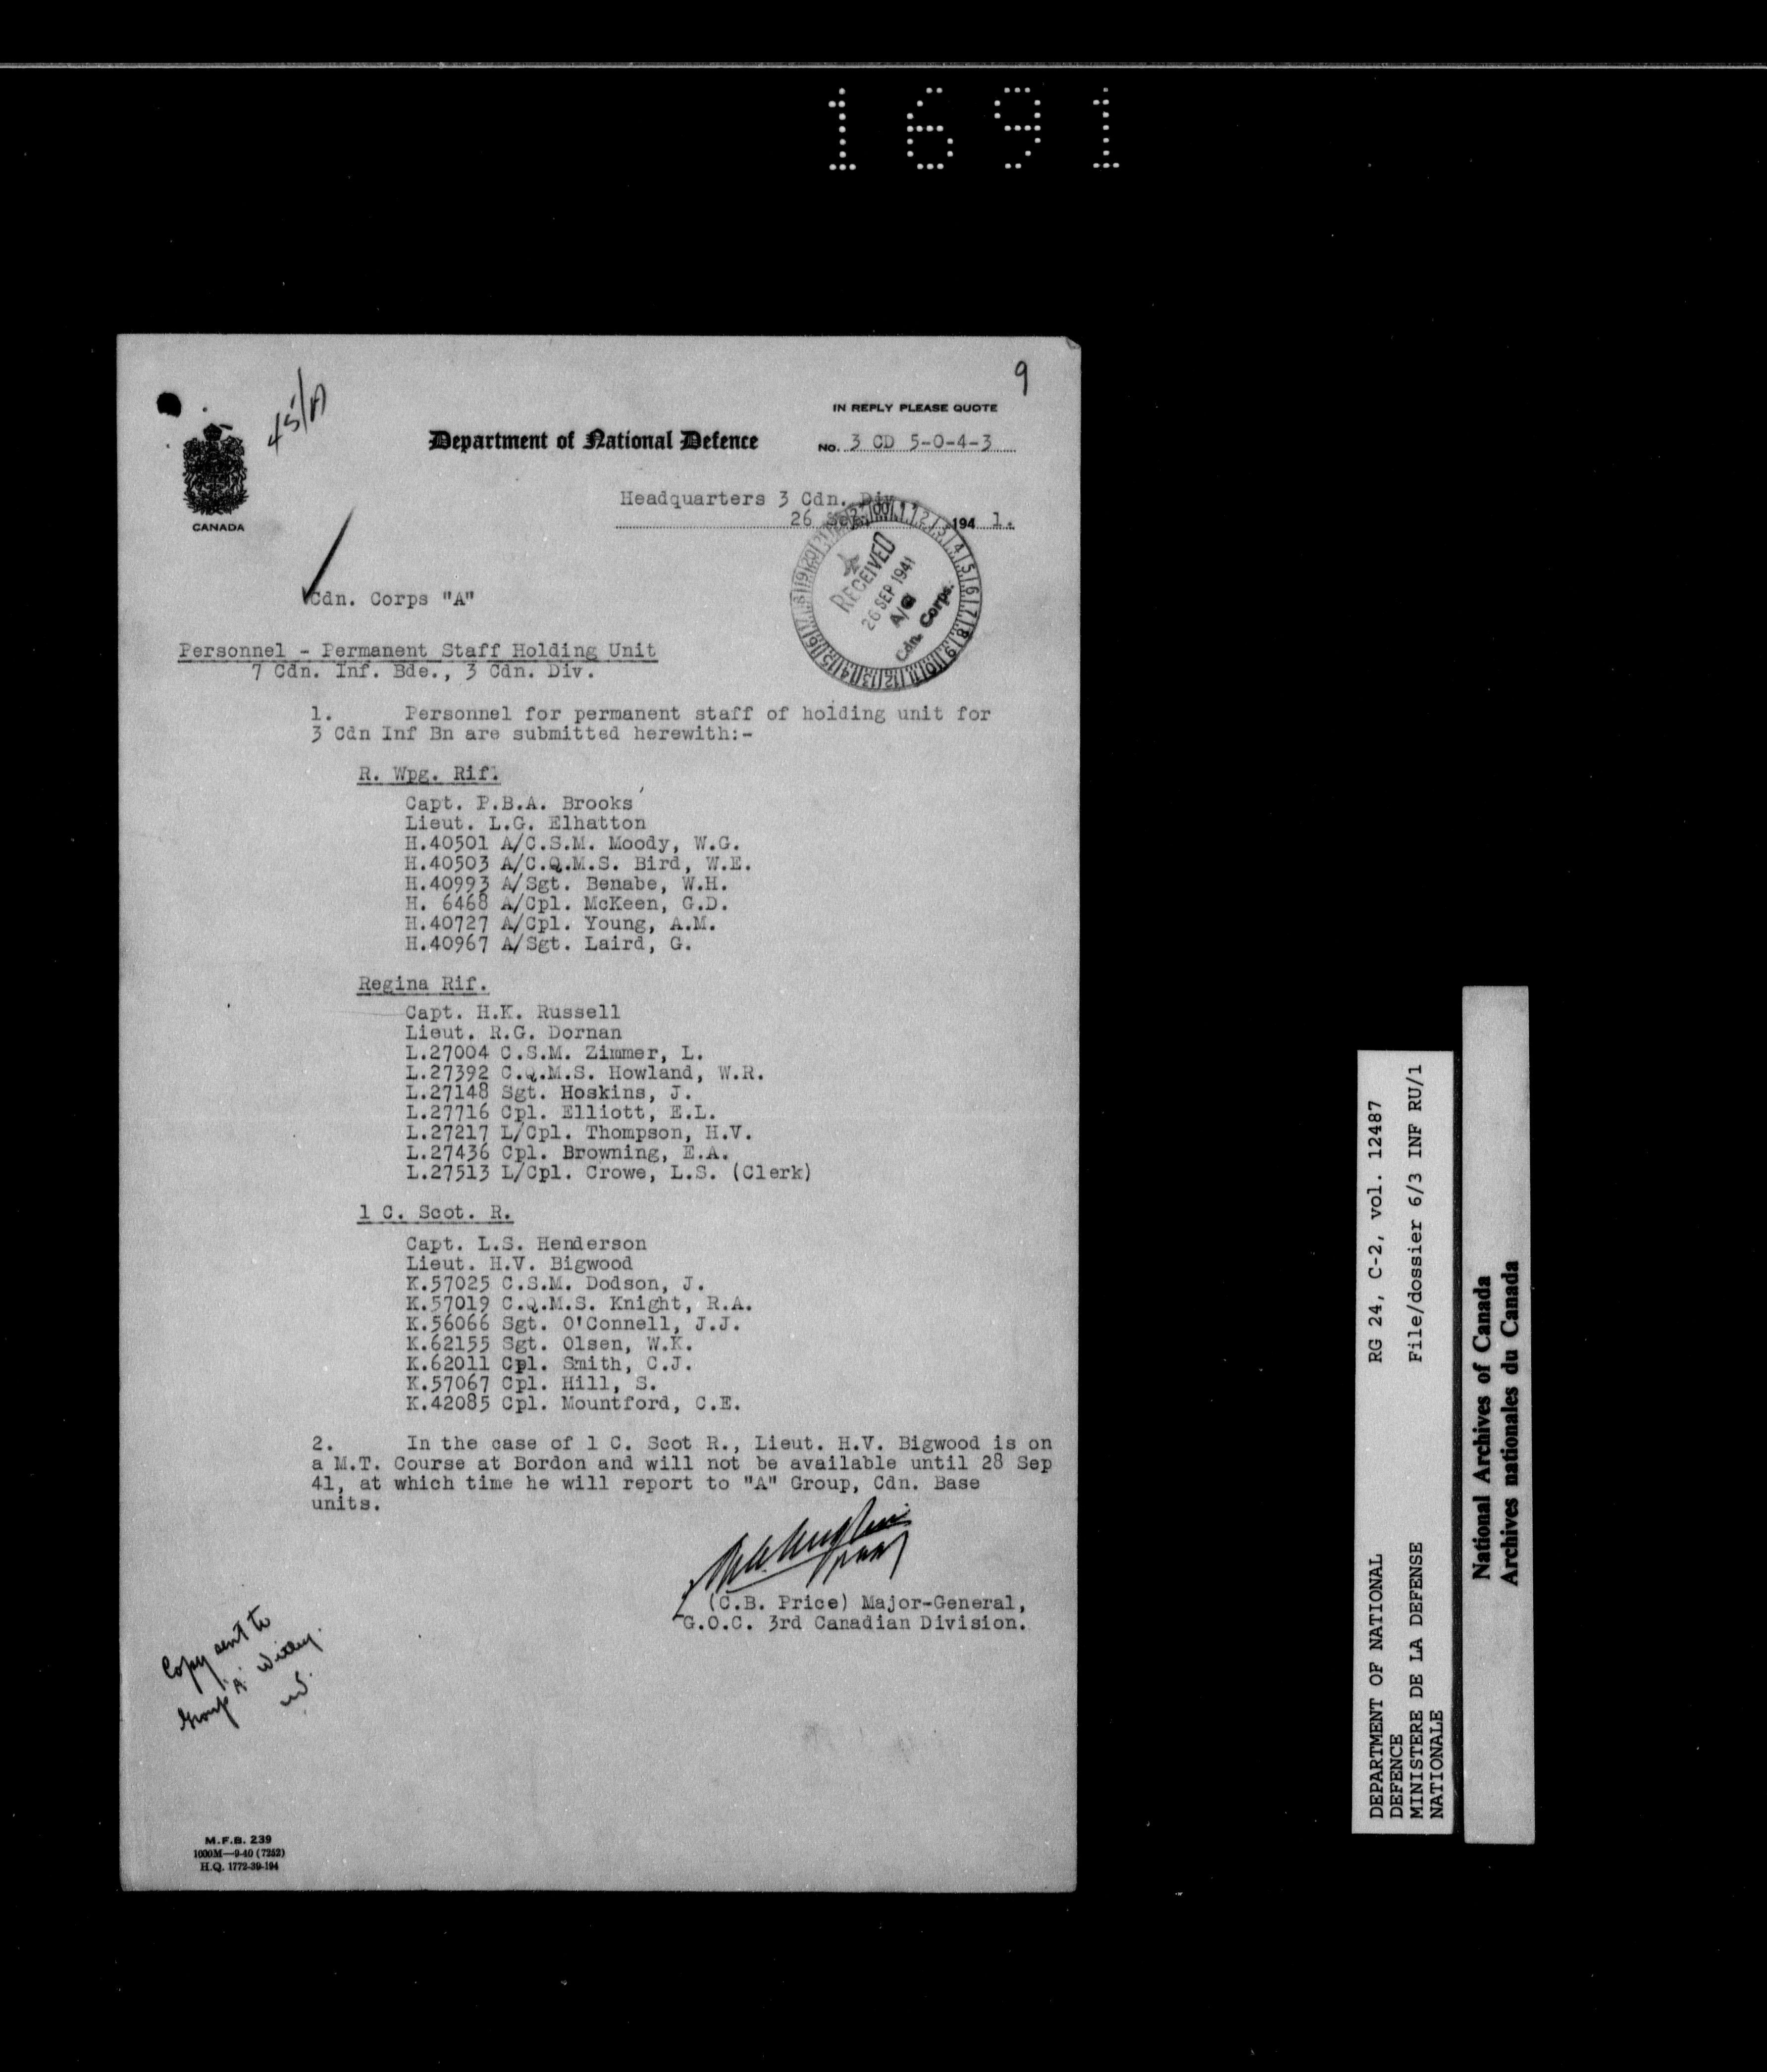 1691
9
45/A
IN REPLY PLEASE QUOTE
Department of National Defence
No. 3 CD 5-0-4-3
CANADA
Headquarters 3 Cdn. Div
26 Sep 194 1.
RECEIVED
26 SEP 1941
A/Q
Cdn. Corps.
Cdn. Corps "A"
Personnel - Permanent Staff Holding Unit
7 Cdn. Inf. Bde., 3 Cdn. Div.
1. Personnel for permanent staff of hoiding unit for
3 Cdn Inf Bn are submitted herewith:-
R. Wpg. Rif.
Capt. P.B.A. Brooks
Lieut. L.G. Elhatton
H.40501 A/C.S.M. Moody, W.G.
H.40503 A/C.Q.M.S. Bird, W.E.
H.40993 A/Sgt. Benabe, W.H.
H. 6468 A/Cpl. McKeen, G.D.
H.40727 A/Cpl. Young, A.M.
H.40967 A/Sgt. Laird, G.
Regina Rif.
Capt. H.K. Russell
Lieut. R.G. Dornan
L.27004 C.S.M. Zimmer, L.
L.27392 C.Q.M.S. Howland, W.R.
L.27148 Sgt. Hoskins, J.
L.27716 Cpl. Elliott, E.L.
L.27217 L/Cpl. Thompson, H.V.
L.27436 Cpl. Browning, E.A.
L.27513 L/Cpl. Crowe, L.S. (Clerk)
1 C. Scot. R.
Capt. L.S. Henderson
Lieut. H.V. Bigwood
K.57025 C.S.M. Dodson, J.
K.57019 C.Q.M.S. Knight, R.A.
K.56066 Sgt. O'Connell, J.J.
K.62155 Sgt. Olsen, W.K.
K.62011 Cpl. Smith, C.J.
K.57067 Cpl. Hill, S.
K.42085 Cpl. Mountford, C.E.
2. In the case of 1 C. Scot R., Lieut. H.V. Bigwood is on
a M.T. Course at Bordon and will not be available until 28 Sep
41, at which time he will report to "A" Group, Cdn. Base
units.
(C.B. Price) Major-General,
G.O.C. 3rd Canadian Division.
Copy sent to
Group "A" Witley.
M.F.B. 239
1000M—9-40 (7252)
H.Q. 1772-39-194
DEPARTMENT OF NATIONAL
DEFENCE
MINISTERE DE LA DEFENSE
NATIONALE
RG 24, C-2, vol. 12487
File/dossier 6/3 INF RU/1
National Archives of Canada
Archives nationales du Canada